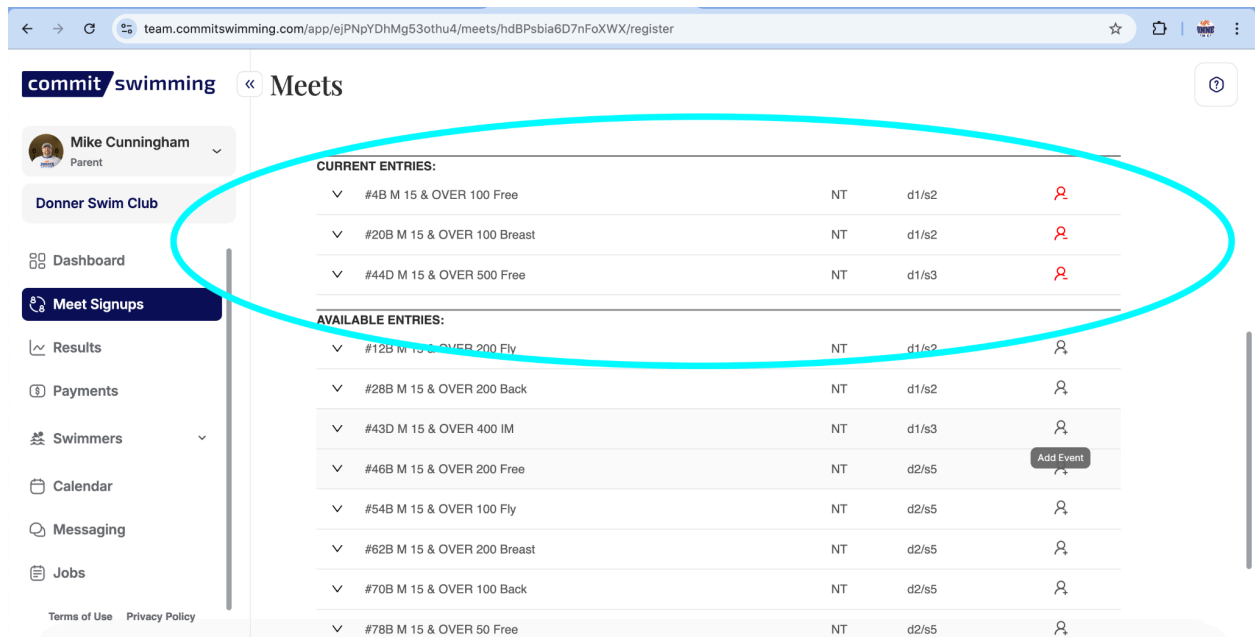 team.commitswimming.com/app/ejPNpYDhMg53othu4/meets/hdBPsbia6D7nFoXWX/register
commit swimming
Meets
Mike Cunningham
Parent
Donner Swim Club
Dashboard
Meet Signups
Results
Payments
Swimmers
Calendar
Messaging
Jobs
Terms of Use Privacy Policy
CURRENT ENTRIES:
#4B M 15 & OVER 100 Free NT d1/s2
#20B M 15 & OVER 100 Breast NT d1/s2
#44D M 15 & OVER 500 Free NT d1/s3
AVAILABLE ENTRIES:
#12B M 15 & OVER 200 Fly NT d1/s2
#28B M 15 & OVER 200 Back NT d1/s2
#43D M 15 & OVER 400 IM NT d1/s3
Add Event
#46B M 15 & OVER 200 Free NT d2/s5
#54B M 15 & OVER 100 Fly NT d2/s5
#62B M 15 & OVER 200 Breast NT d2/s5
#70B M 15 & OVER 100 Back NT d2/s5
#78B M 15 & OVER 50 Free NT d2/s5